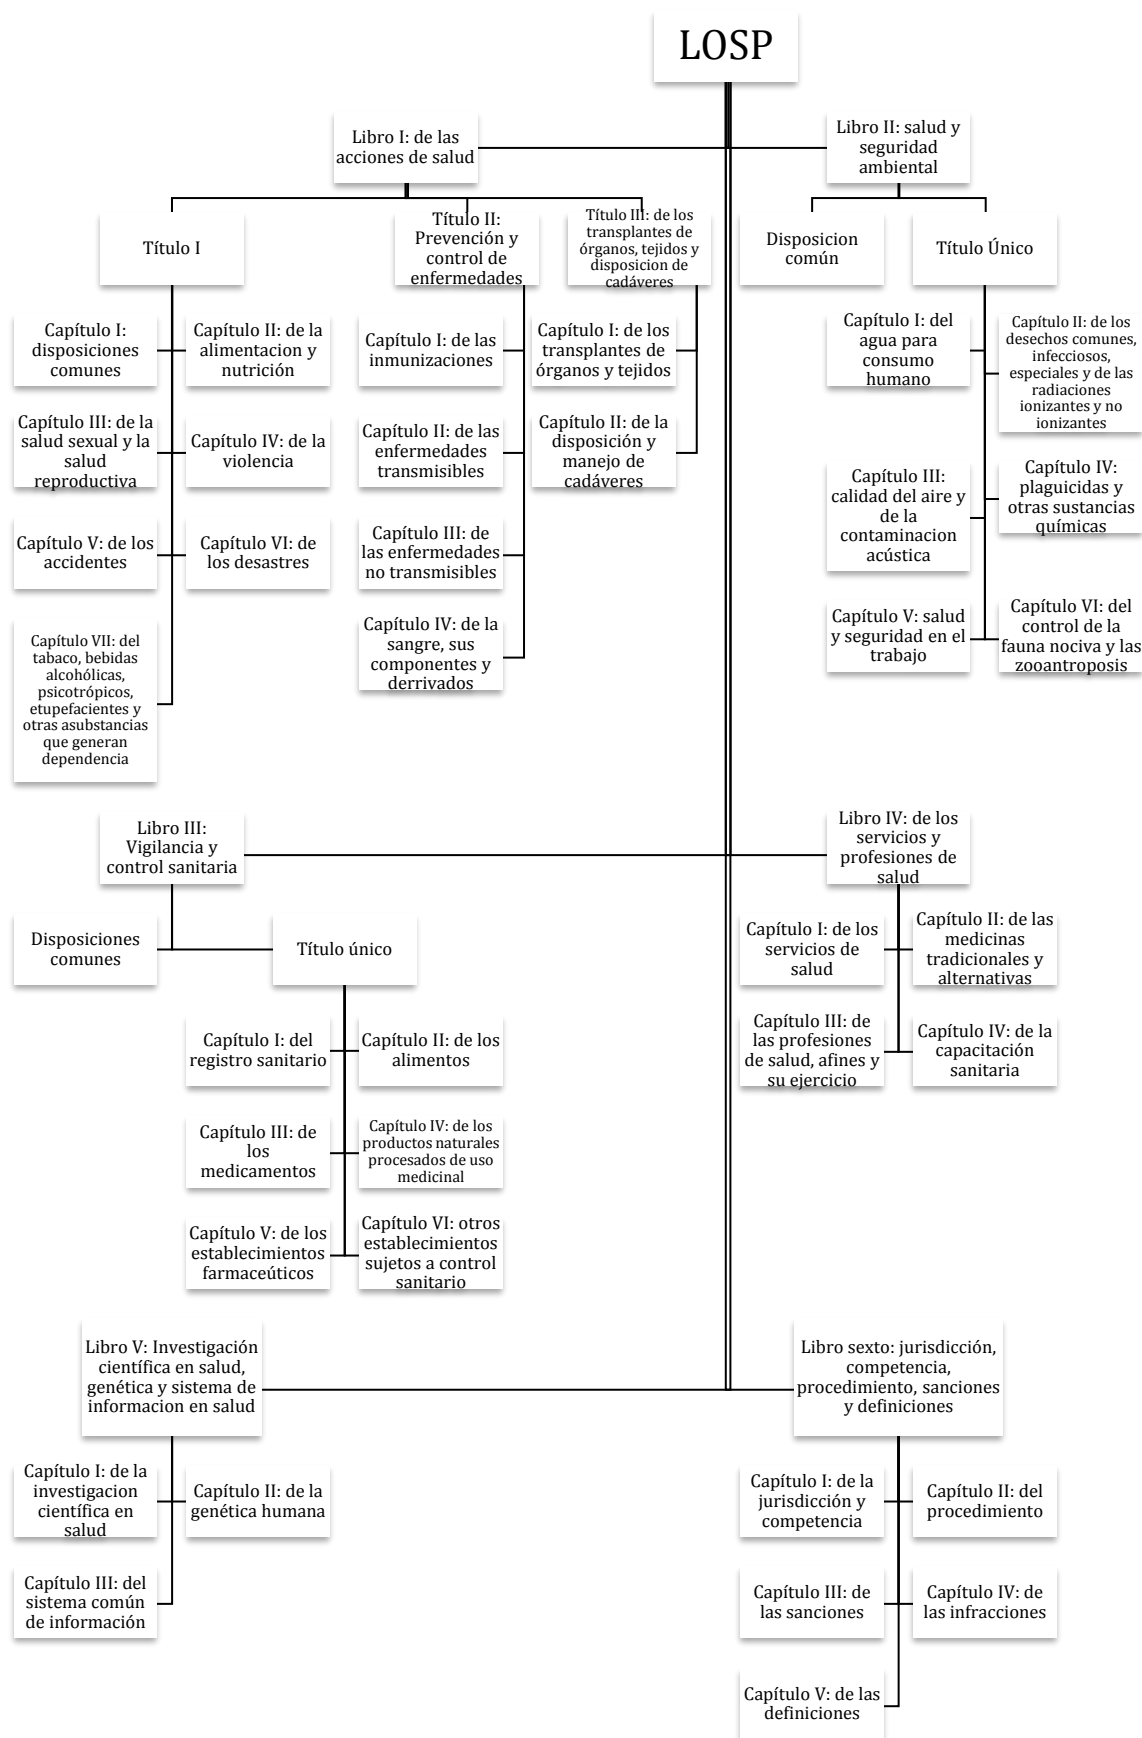 LOSP
Libro I: de las
acciones de salud
Libro II: salud y
seguridad
ambiental
Título I
Título II:
Prevención y
control de
enfermedades
Título III: de los
transplantes de
órganos, tejidos y
disposicion de
cadáveres
Disposicion
común
Título Único
Capítulo I:
disposiciones
comunes
Capítulo II: de la
alimentacion y
nutrición
Capítulo III: de la
salud sexual y la
salud
reproductiva
Capítulo IV: de la
violencia
Capítulo V: de los
accidentes
Capítulo VI: de
los desastres
Capítulo VII: del
tabaco, bebidas
alcohólicas,
psicotrópicos,
etupefacientes y
otras asubstancias
que generan
dependencia
Capítulo I: de las
inmunizaciones
Capítulo II: de las
enfermedades
transmisibles
Capítulo III: de
las enfermedades
no transmisibles
Capítulo IV: de la
sangre, sus
componentes y
derrivados
Capítulo I: de los
transplantes de
órganos y tejidos
Capítulo II: de la
disposición y
manejo de
cadáveres
Capítulo I: del
agua para
consumo
humano
Capítulo II: de los
desechos comunes,
infecciosos,
especiales y de las
radiaciones
ionizantes y no
ionizantes
Capítulo III:
calidad del aire y
de la
contaminacion
acústica
Capítulo IV:
plaguicidas y
otras sustancias
químicas
Capítulo V: salud
y seguridad en el
trabajo
Capítulo VI: del
control de la
fauna nociva y las
zooantroposis
Libro III:
Vigilancia y
control sanitaria
Libro IV: de los
servicios y
profesiones de
salud
Disposiciones
comunes
Título único
Capítulo I: del
registro sanitario
Capítulo II: de los
alimentos
Capítulo III: de
los
medicamentos
Capítulo IV: de los
productos naturales
procesados de uso
medicinal
Capítulo V: de los
establecimientos
farmaceúticos
Capítulo VI: otros
establecimientos
sujetos a control
sanitario
Capítulo I: de los
servicios de
salud
Capítulo II: de las
medicinas
tradicionales y
alternativas
Capítulo III: de
las profesiones
de salud, afines y
su ejercicio
Capítulo IV: de la
capacitación
sanitaria
Libro V: Investigación
científica en salud,
genética y sistema de
informacion en salud
Libro sexto: jurisdicción,
competencia,
procedimiento, sanciones
y definiciones
Capítulo I: de la
investigacion
científica en
salud
Capítulo II: de la
genética humana
Capítulo III: del
sistema común
de información
Capítulo I: de la
jurisdicción y
competencia
Capítulo II: del
procedimiento
Capítulo III: de
las sanciones
Capítulo IV: de
las infracciones
Capítulo V: de las
definiciones